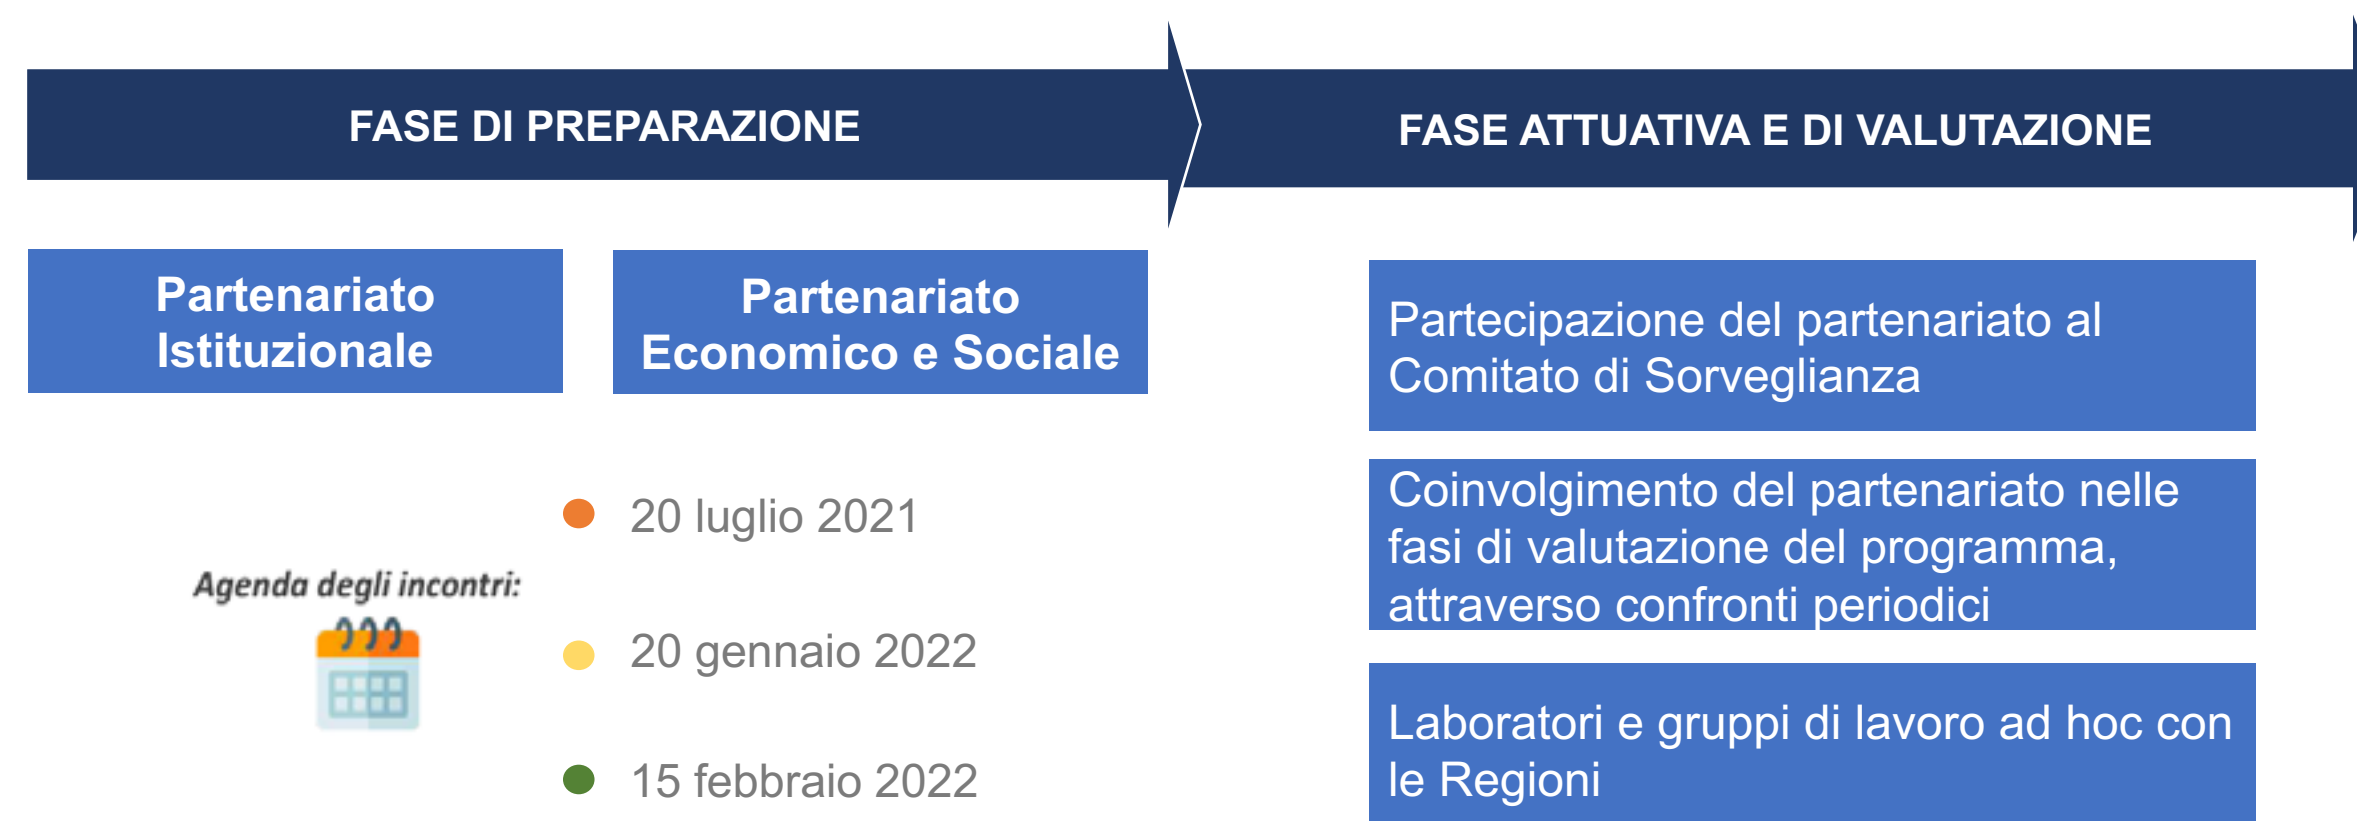 FASE DI PREPARAZIONE
FASE ATTUATIVA E DI VALUTAZIONE
Partenariato
Istituzionale
Partenariato
Economico e Sociale
Agenda degli incontri:
20 luglio 2021
20 gennaio 2022
15 febbraio 2022
Partecipazione del partenariato al
Comitato di Sorveglianza
Coinvolgimento del partenariato nelle
fasi di valutazione del programma,
attraverso confronti periodici
Laboratori e gruppi di lavoro ad hoc con
le Regioni